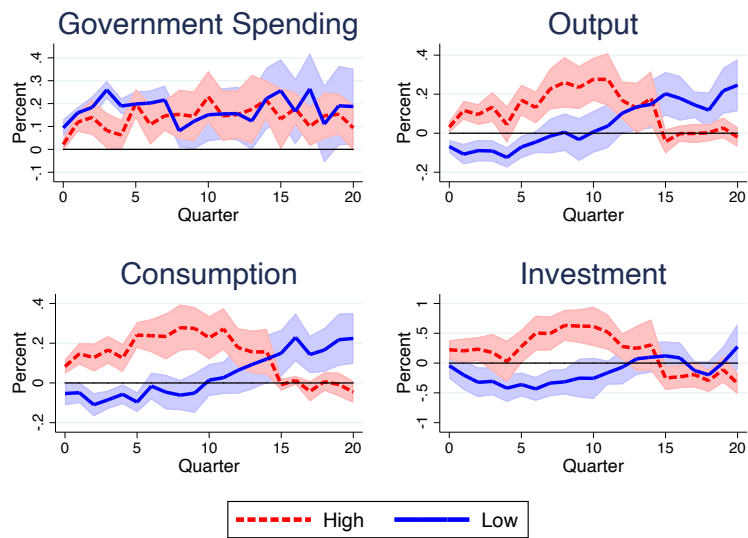 Government Spending
Percent
.4
.3
.2
.1
0
-.1
0 5 10 15 20
Quarter
Output
Percent
.4
.2
0
-.2
0 5 10 15 20
Quarter
Consumption
Percent
.4
.2
0
-.2
0 5 10 15 20
Quarter
Investment
Percent
1
.5
0
-.5
-1
0 5 10 15 20
Quarter
High Low